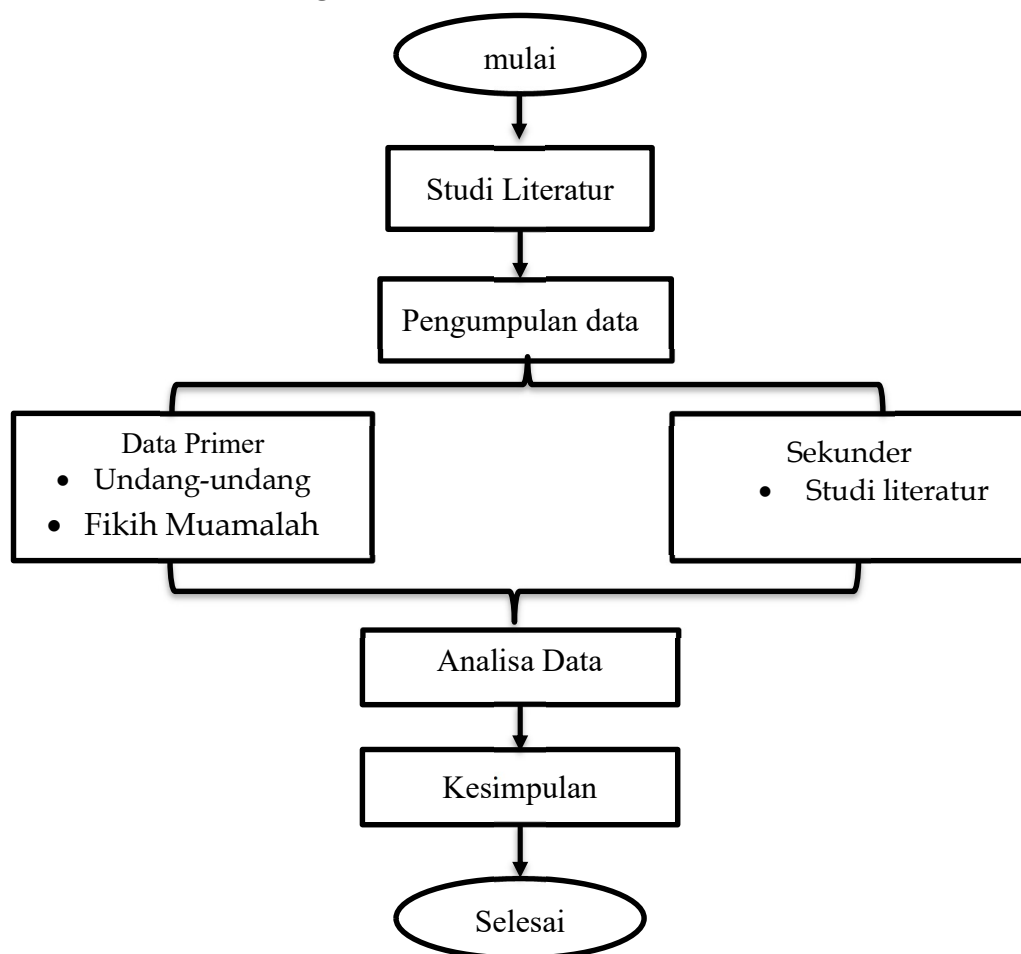 mulai
Studi Literatur
Pengumpulan data
Data Primer
• Undang-undang
• Fikih Muamalah
Sekunder
• Studi literatur
Analisa Data
Kesimpulan
Selesai